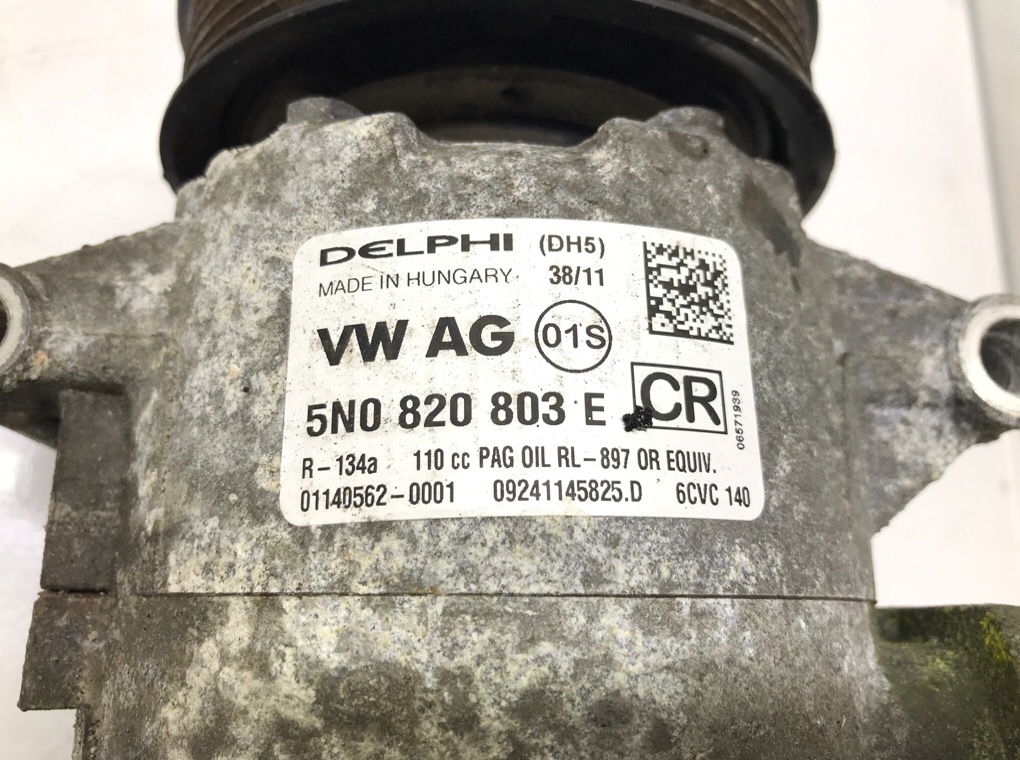 DELPHI (DH5)
MADE IN HUNGARY 38/11
VW AG 01S
5N0 820 803 E CR
06571939
R-134a 110 cc PAG OIL RL-897 OR EQUIV.
01140562-0001 09241145825.D 6CVC 140